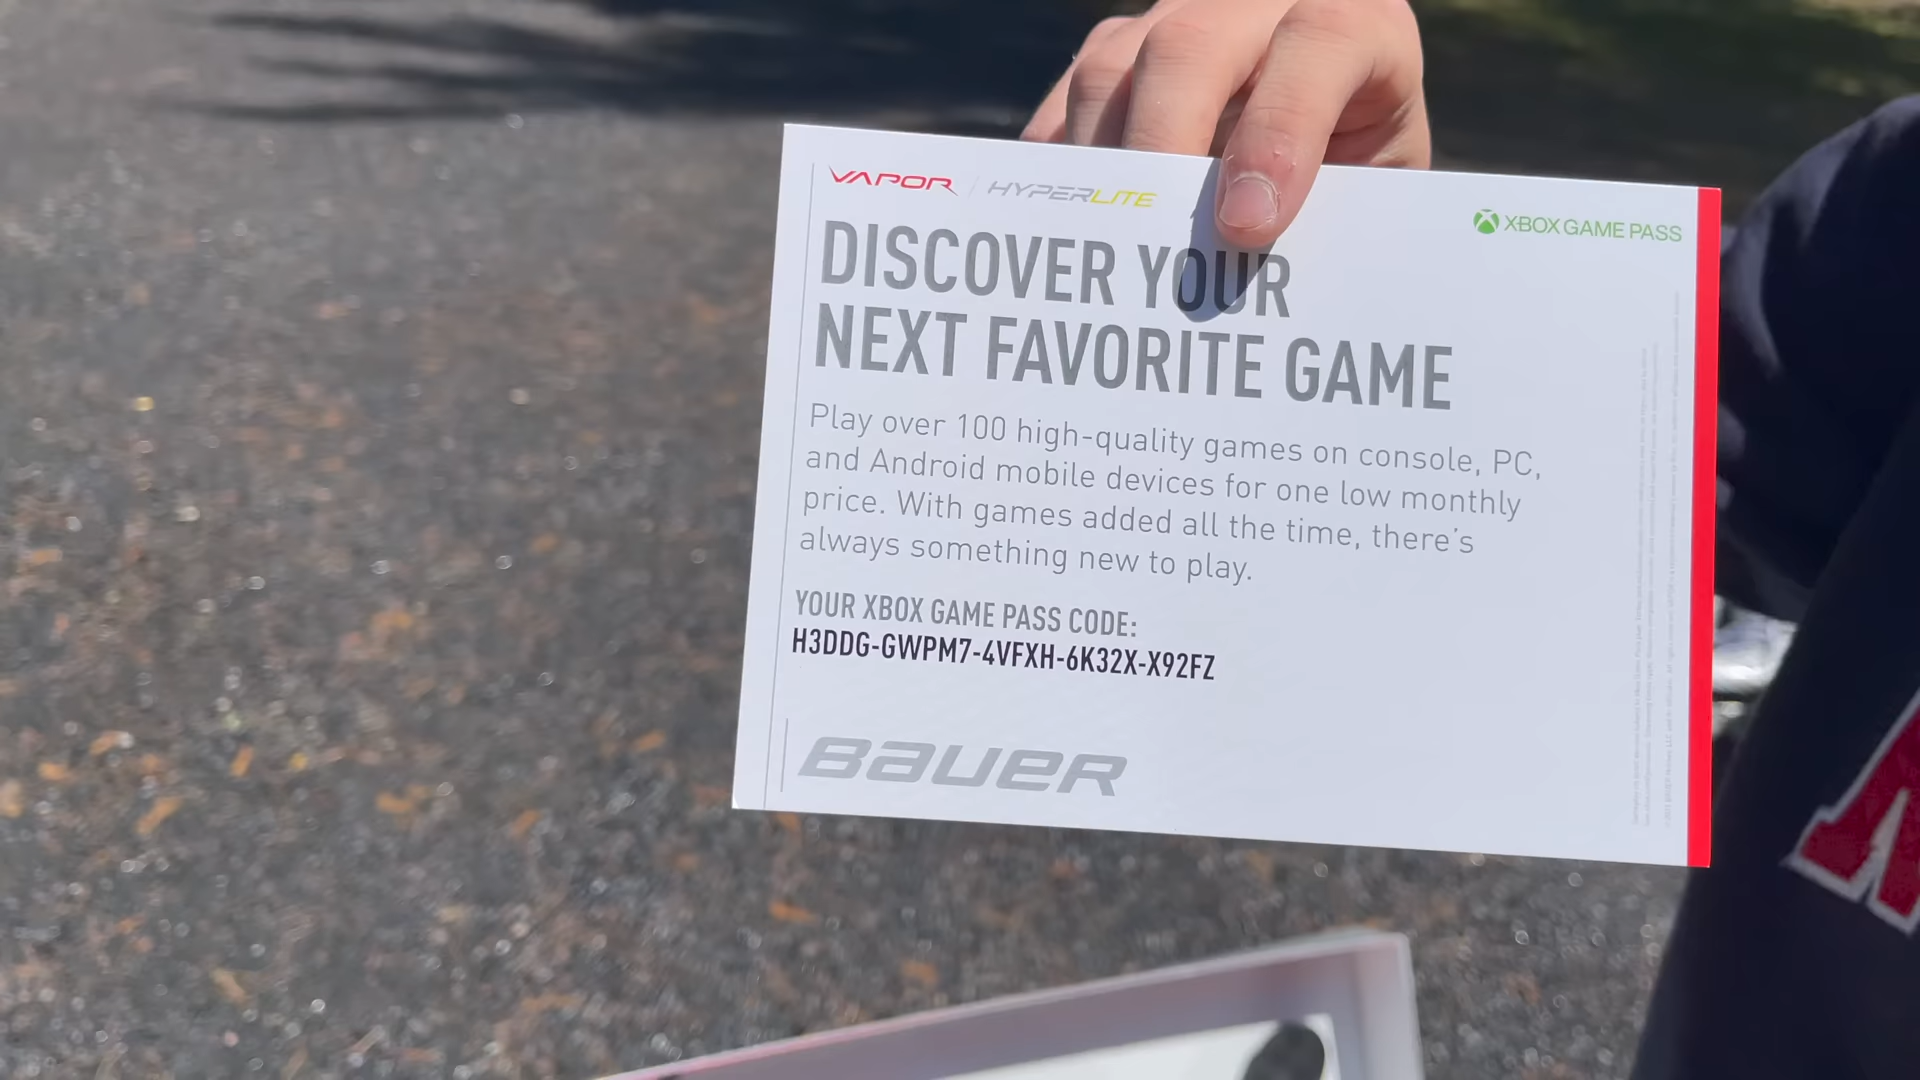 VAPOR HYPERLITE
XBOX GAME PASS
DISCOVER YOUR
NEXT FAVORITE GAME
Play over 100 high-quality games on console, PC,
and Android mobile devices for one low monthly
price. With games added all the time, there's
always something new to play.
YOUR XBOX GAME PASS CODE:
H3DDG-GWPM7-4VFXH-6K32X-X92FZ
BAUER